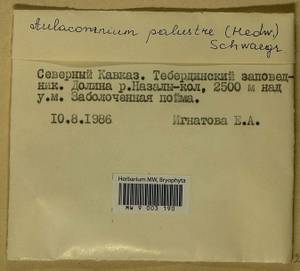 Aulacomnium palustre (Hedw.)
Schwaegr
Северный Кавказ. Тебердинский заповед-
ник. Долина р.Назалы-кол, 2500 м над
у.м. Заболоченная пойма.
10.8.1986 Игнатова Е.А.
Herbarium MW, Bryophyta
MW 9 003 190